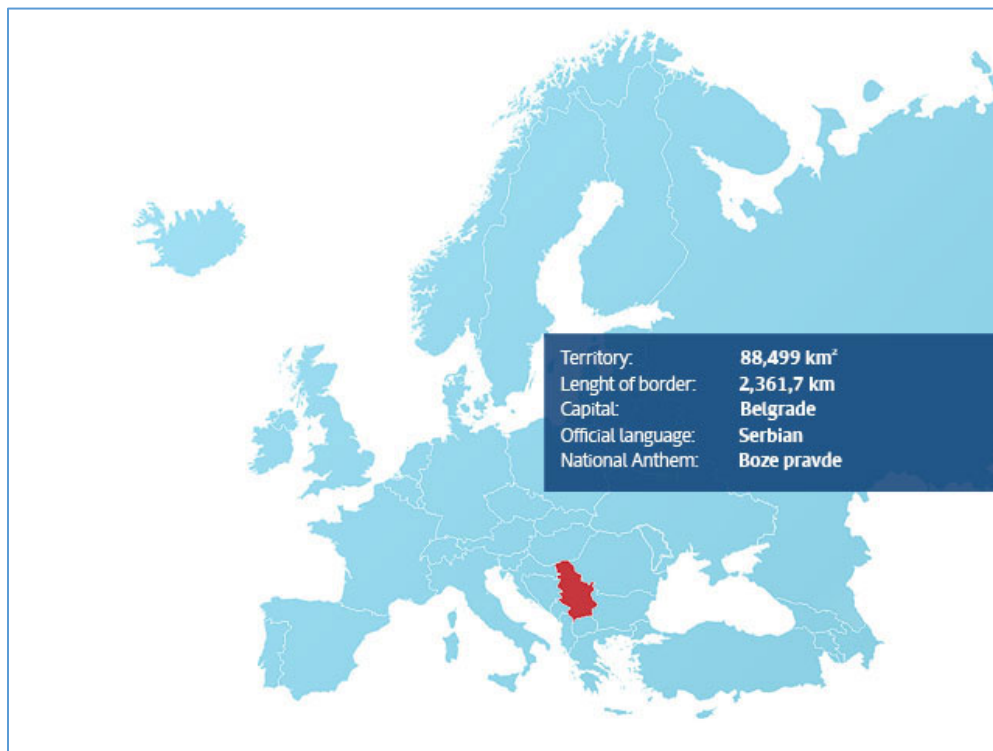 Territory: 88,499 km²
Lenght of border: 2,361,7 km
Capital: Belgrade
Official language: Serbian
National Anthem: Boze pravde